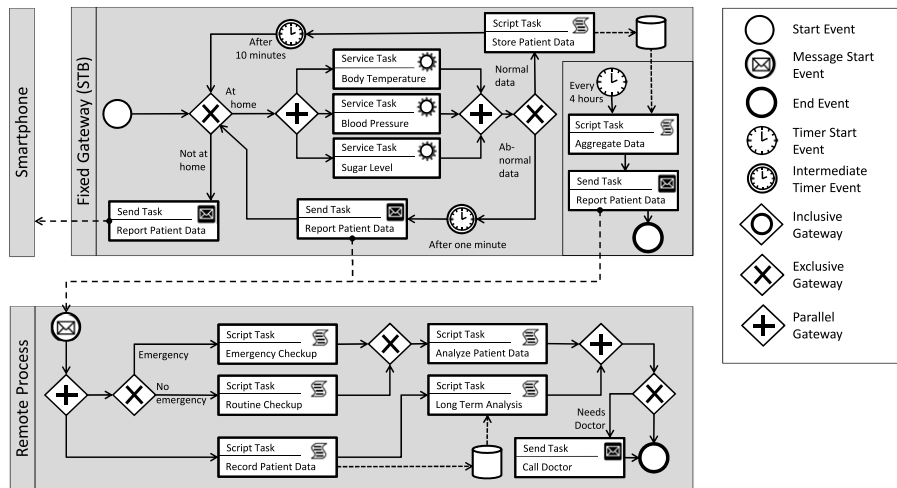 Smartphone
Fixed Gateway (STB)
After
10 minutes
Script Task
Store Patient Data
Service Task
Body Temperature
Normal
data
Every
4 hours
At
home
Service Task
Blood Pressure
Script Task
Aggregate Data
Not at
home
Service Task
Sugar Level
Ab-
normal
data
Send Task
Report Patient Data
Send Task
Report Patient Data
Send Task
Report Patient Data
After one minute
Remote Process
Emergency
Script Task
Emergency Checkup
Script Task
Analyze Patient Data
No
emergency
Script Task
Routine Checkup
Script Task
Long Term Analysis
Needs
Doctor
Script Task
Record Patient Data
Send Task
Call Doctor
Start Event
Message Start
Event
End Event
Timer Start
Event
Intermediate
Timer Event
Inclusive
Gateway
Exclusive
Gateway
Parallel
Gateway